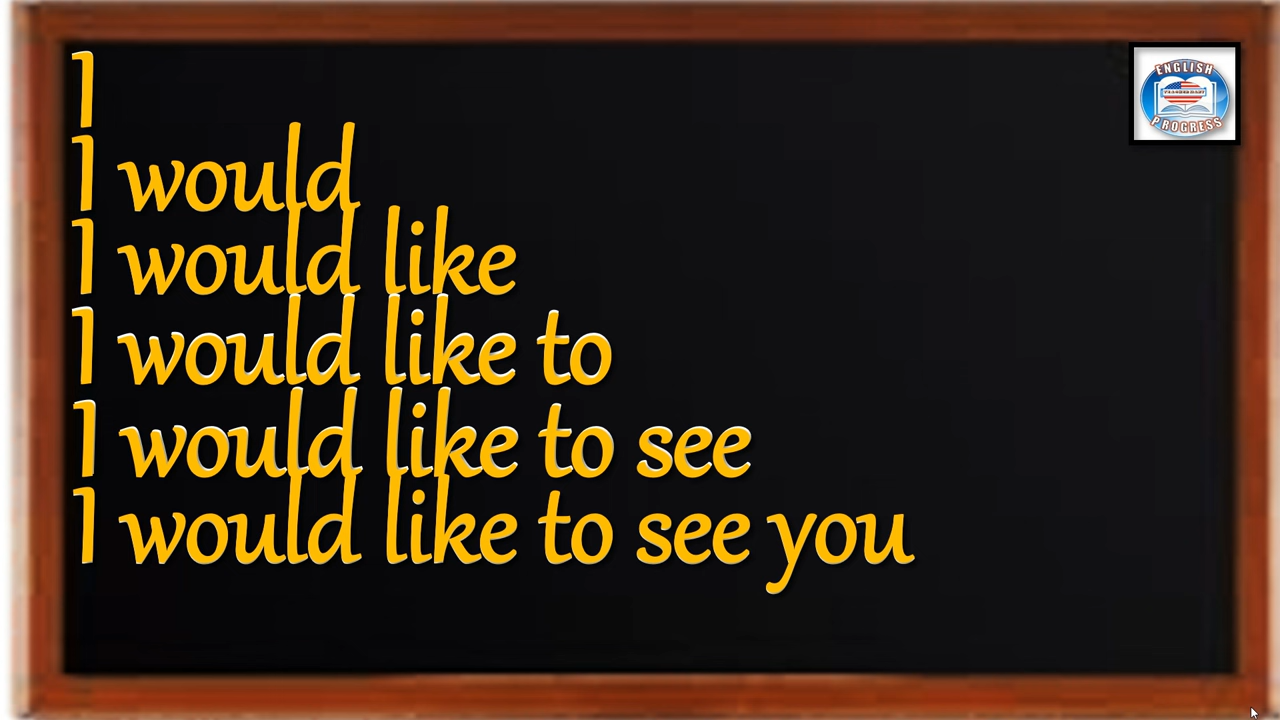 I
I would
I would like
I would like to
I would like to see
I would like to see you
ENGLISH
PROGRESS